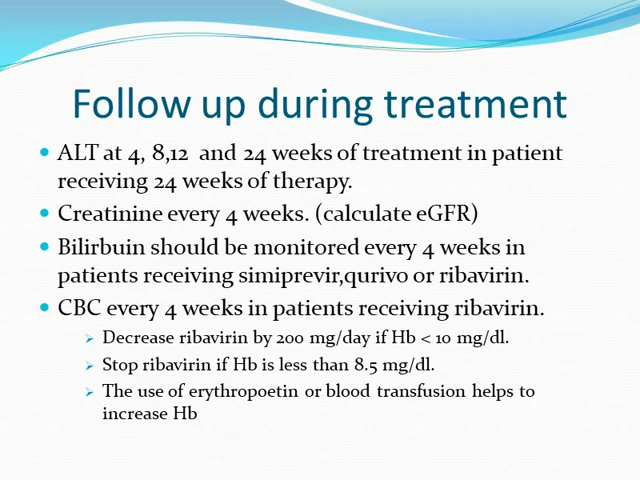 Follow up during treatment
ALT at 4, 8,12 and 24 weeks of treatment in patient
receiving 24 weeks of therapy.
Creatinine every 4 weeks. (calculate eGFR)
Bilirbuin should be monitored every 4 weeks in
patients receiving simiprevir,qurivo or ribavirin.
CBC every 4 weeks in patients receiving ribavirin.
Decrease ribavirin by 200 mg/day if Hb < 10 mg/dl.
Stop ribavirin if Hb is less than 8.5 mg/dl.
The use of erythropoetin or blood transfusion helps to
increase Hb